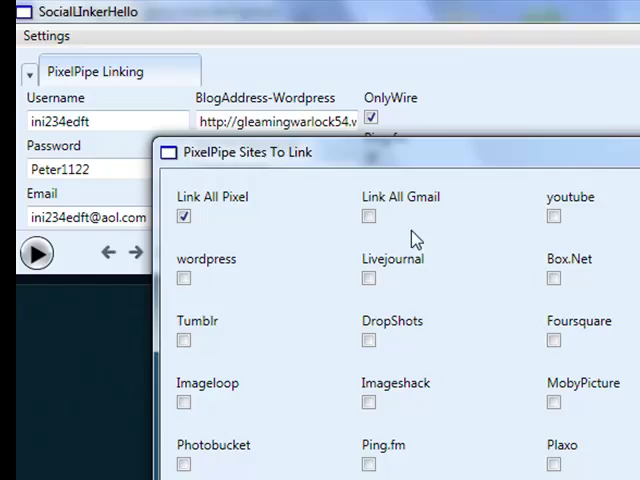 SocialLInkerHello
Settings
PixelPipe Linking
Username
BlogAddress-Wordpress
OnlyWire
ini234edft
http://gleamingwarlock54.w
Password
Peter1122
Email
ini234edft@aol.com
PixelPipe Sites To Link
Link All Pixel
Link All Gmail
youtube
wordpress
Livejournal
Box.Net
Tumblr
DropShots
Foursquare
Imageloop
Imageshack
MobyPicture
Photobucket
Ping.fm
Plaxo